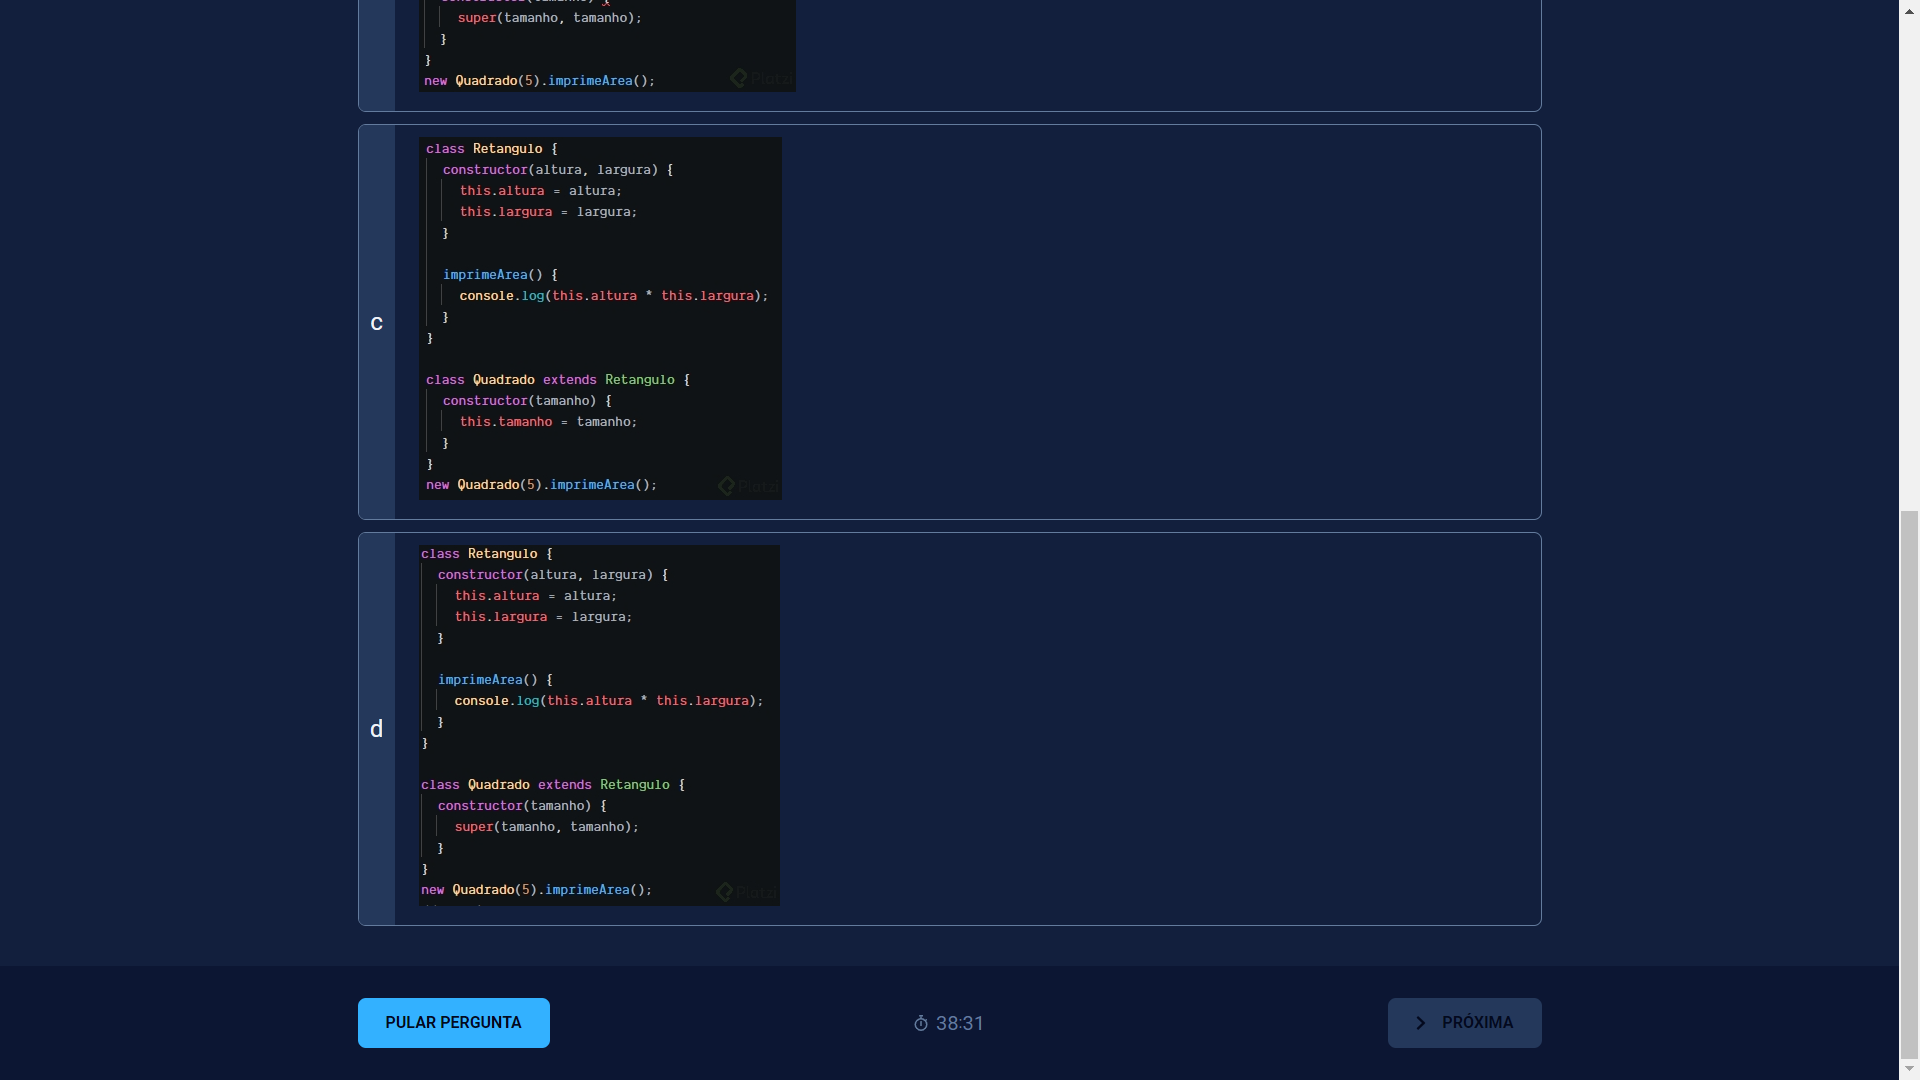 super(tamanho, tamanho);
}
}
new Quadrado(5).imprimeArea();
Platzi
c
class Retangulo {
constructor(altura, largura) {
this.altura = altura;
this.largura = largura;
}
imprimeArea() {
console.log(this.altura * this.largura);
}
}
class Quadrado extends Retangulo {
constructor(tamanho) {
this.tamanho = tamanho;
}
}
new Quadrado(5).imprimeArea();
Platzi
d
class Retangulo {
constructor(altura, largura) {
this.altura = altura;
this.largura = largura;
}
imprimeArea() {
console.log(this.altura * this.largura);
}
}
class Quadrado extends Retangulo {
constructor(tamanho) {
super(tamanho, tamanho);
}
}
new Quadrado(5).imprimeArea();
Platzi
PULAR PERGUNTA
38:31
PRÓXIMA